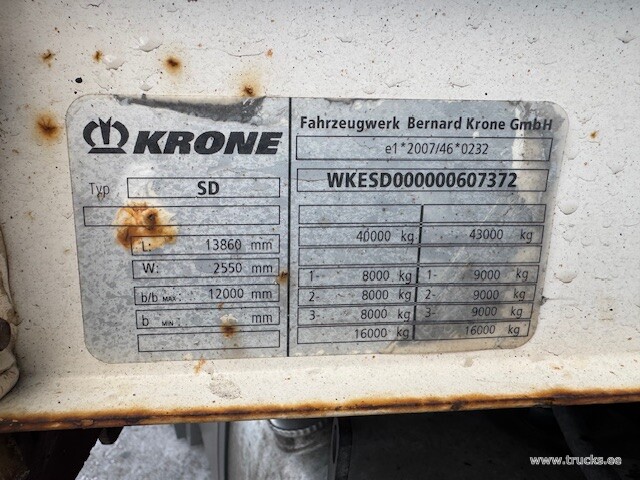 KRONE
Typ SD
L: 13860 mm
W: 2550 mm
b/b MAX.: 12000 mm
b MIN mm
Fahrzeugwerk Bernard Krone GmbH
e1*2007/46*0232
WKESD000000607372
40000 kg 43000 kg
1- 8000 kg 1- 9000 kg
2- 8000 kg 2- 9000 kg
3- 8000 kg 3- 9000 kg
16000 kg 16000 kg
www.trucks.ee